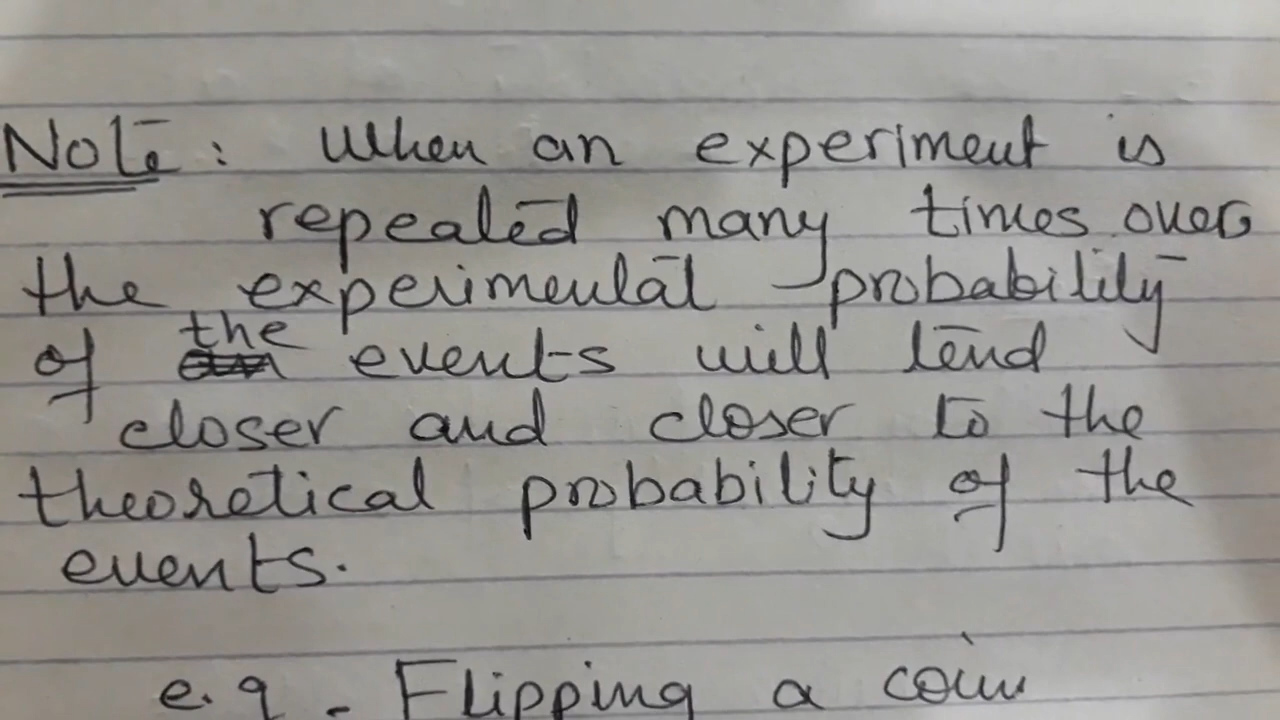 Note: When an experiment is
repeated many times over
the experimental probability
of the events will tend
closer and closer to the
theoretical probability of the
events.
e.g - Flipping a coin